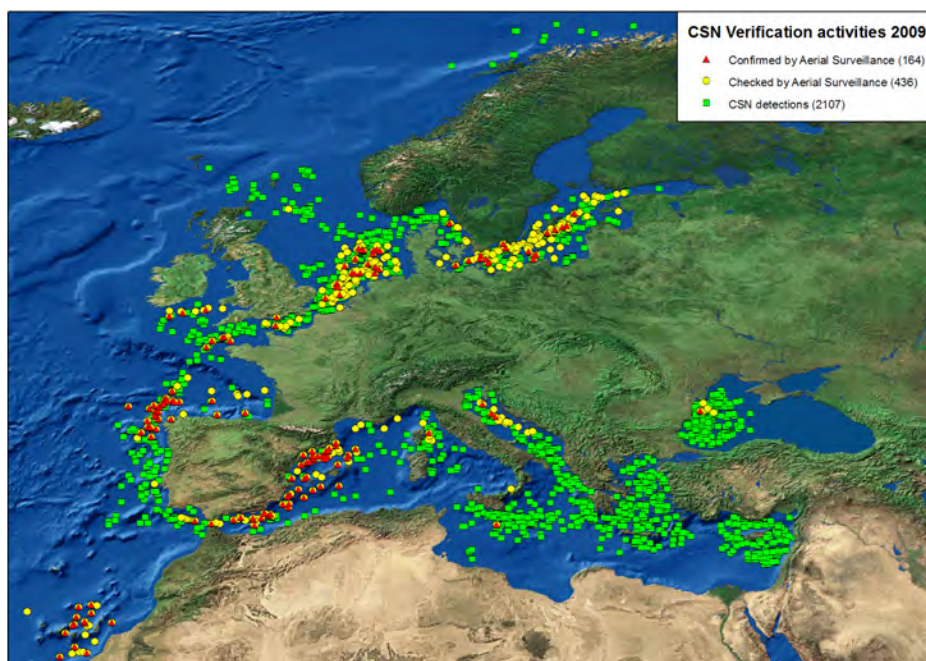 CSN Verification activities 2009
Confirmed by Aerial Surveillance (164)
Checked by Aerial Surveillance (436)
CSN detections (2107)